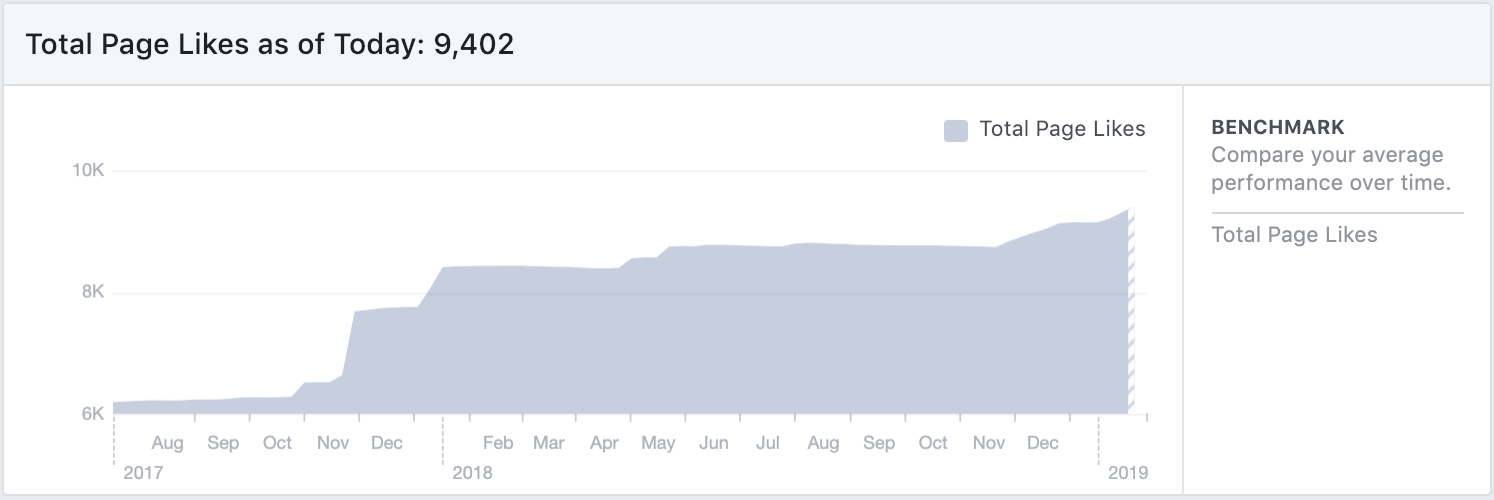 Total Page Likes as of Today: 9,402
Total Page Likes
10K
8K
6K
Aug Sep Oct Nov Dec Feb Mar Apr May Jun Jul Aug Sep Oct Nov Dec
2017 2018 2019
BENCHMARK
Compare your average
performance over time.
Total Page Likes